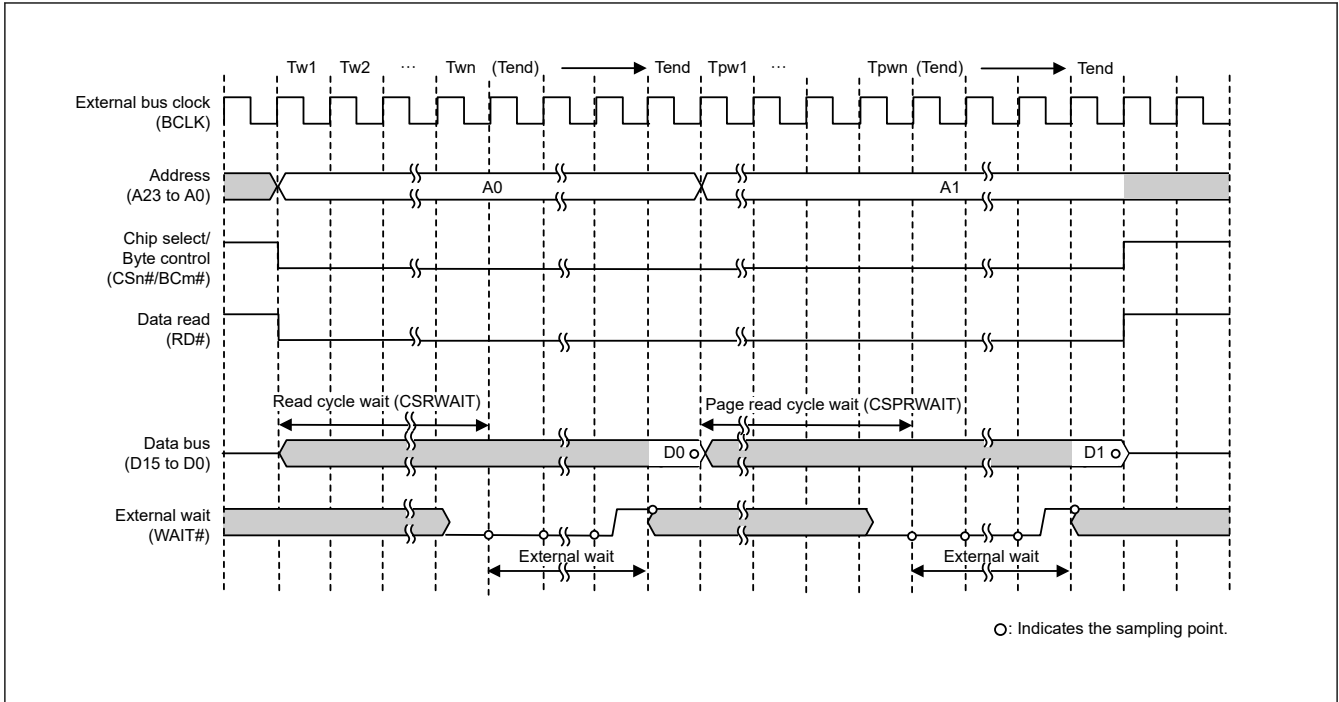 Tw1 Tw2 ··· Twn (Tend) Tend Tpw1 ··· Tpwn (Tend) Tend
External bus clock
(BCLK)
Address
(A23 to A0)
A0 A1
Chip select/
Byte control
(CSn#/BCm#)
Data read
(RD#)
Read cycle wait (CSRWAIT) Page read cycle wait (CSPRWAIT)
Data bus
(D15 to D0)
D0 D1
External wait
(WAIT#)
External wait External wait
: Indicates the sampling point.